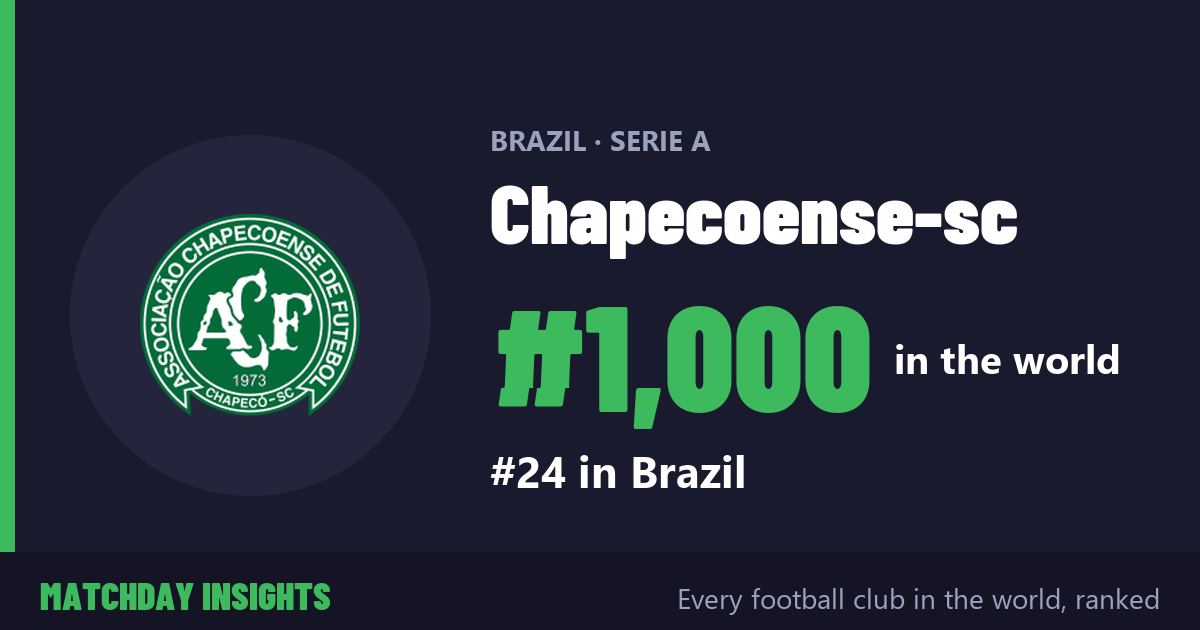 BRAZIL · SERIE A
Chapecoense-sc
#1,000 in the world
#24 in Brazil
ASSOCIAÇÃO CHAPECOENSE DE FUTEBOL
ACF
1973
CHAPECÓ-SC
MATCHDAY INSIGHTS
Every football club in the world, ranked